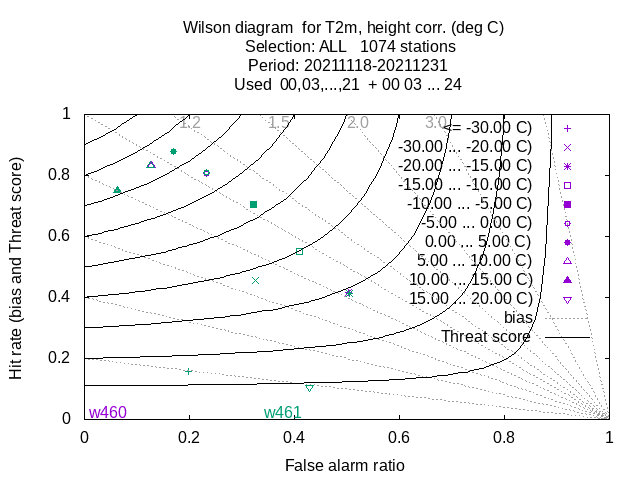 Wilson diagram  for T2m, height corr. (deg C)
Selection: ALL   1074 stations
Period: 20211118-20211231
Used  00,03,...,21  + 00 03 ... 24
1
0.8
0.6
0.4
0.2
0
Hit rate (bias and Threat score)
1.2
1.5
2.0
3.0
<= -30.00 C)
-30.00 ... -20.00 C)
-20.00 ... -15.00 C)
-15.00 ... -10.00 C)
-10.00 ... -5.00 C)
-5.00 ... 0.00 C)
0.00 ... 5.00 C)
5.00 ... 10.00 C)
10.00 ... 15.00 C)
15.00 ... 20.00 C)
bias
Threat score
w460
w461
0
0.2
0.4
0.6
0.8
1
False alarm ratio